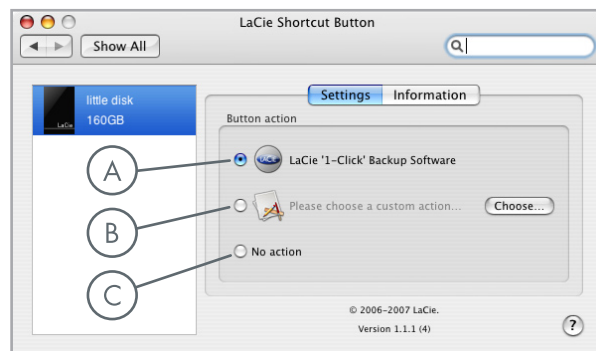 LaCie Shortcut Button
Show All
little disk
160GB
LaCie
Settings Information
Button action
A
LaCie
LaCie '1-Click' Backup Software
B
Please choose a custom action... Choose...
C
No action
© 2006-2007 LaCie.
Version 1.1.1 (4)
?